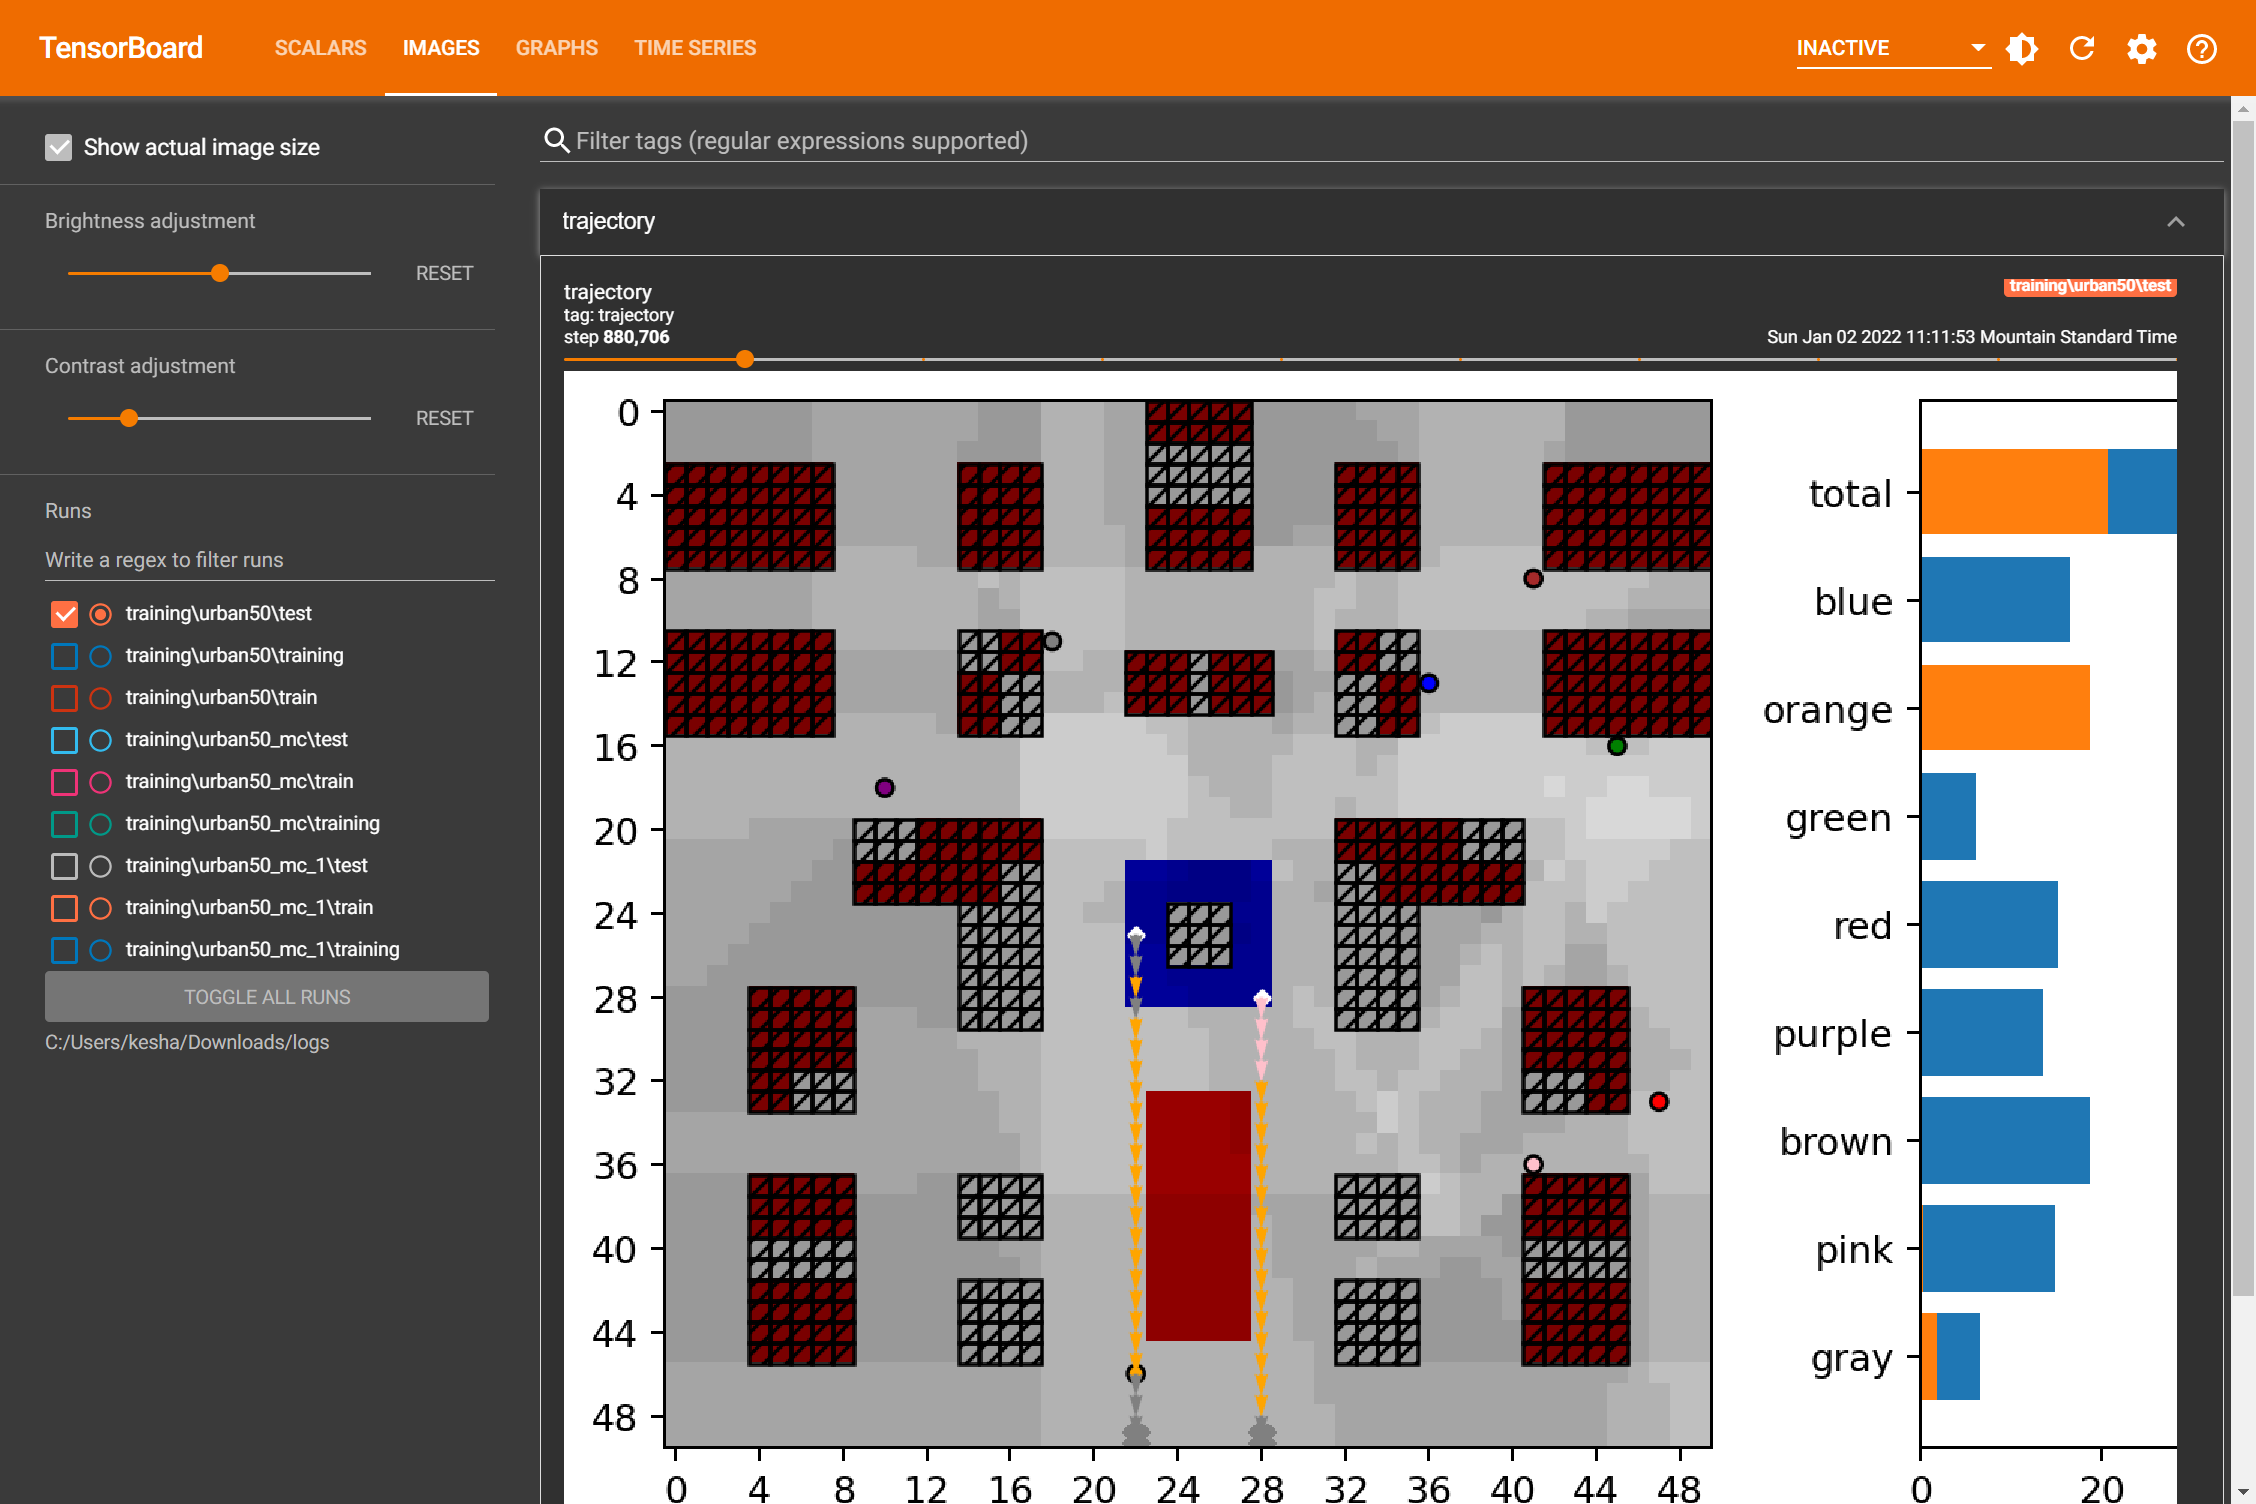 TensorBoard SCALARS IMAGES GRAPHS TIME SERIES INACTIVE
Show actual image size
Brightness adjustment
RESET
Contrast adjustment
RESET
Runs
Write a regex to filter runs
training\urban50\test
training\urban50\training
training\urban50\train
training\urban50_mc\test
training\urban50_mc\train
training\urban50_mc\training
training\urban50_mc_1\test
training\urban50_mc_1\train
training\urban50_mc_1\training
TOGGLE ALL RUNS
C:/Users/kesha/Downloads/logs
Filter tags (regular expressions supported)
trajectory
trajectory
training\urban50\test
tag: trajectory
step 880,706
Sun Jan 02 2022 11:11:53 Mountain Standard Time
0
4
8
12
16
20
24
28
32
36
40
44
48
0 4 8 12 16 20 24 28 32 36 40 44 48
total
blue
orange
green
red
purple
brown
pink
gray
0 20